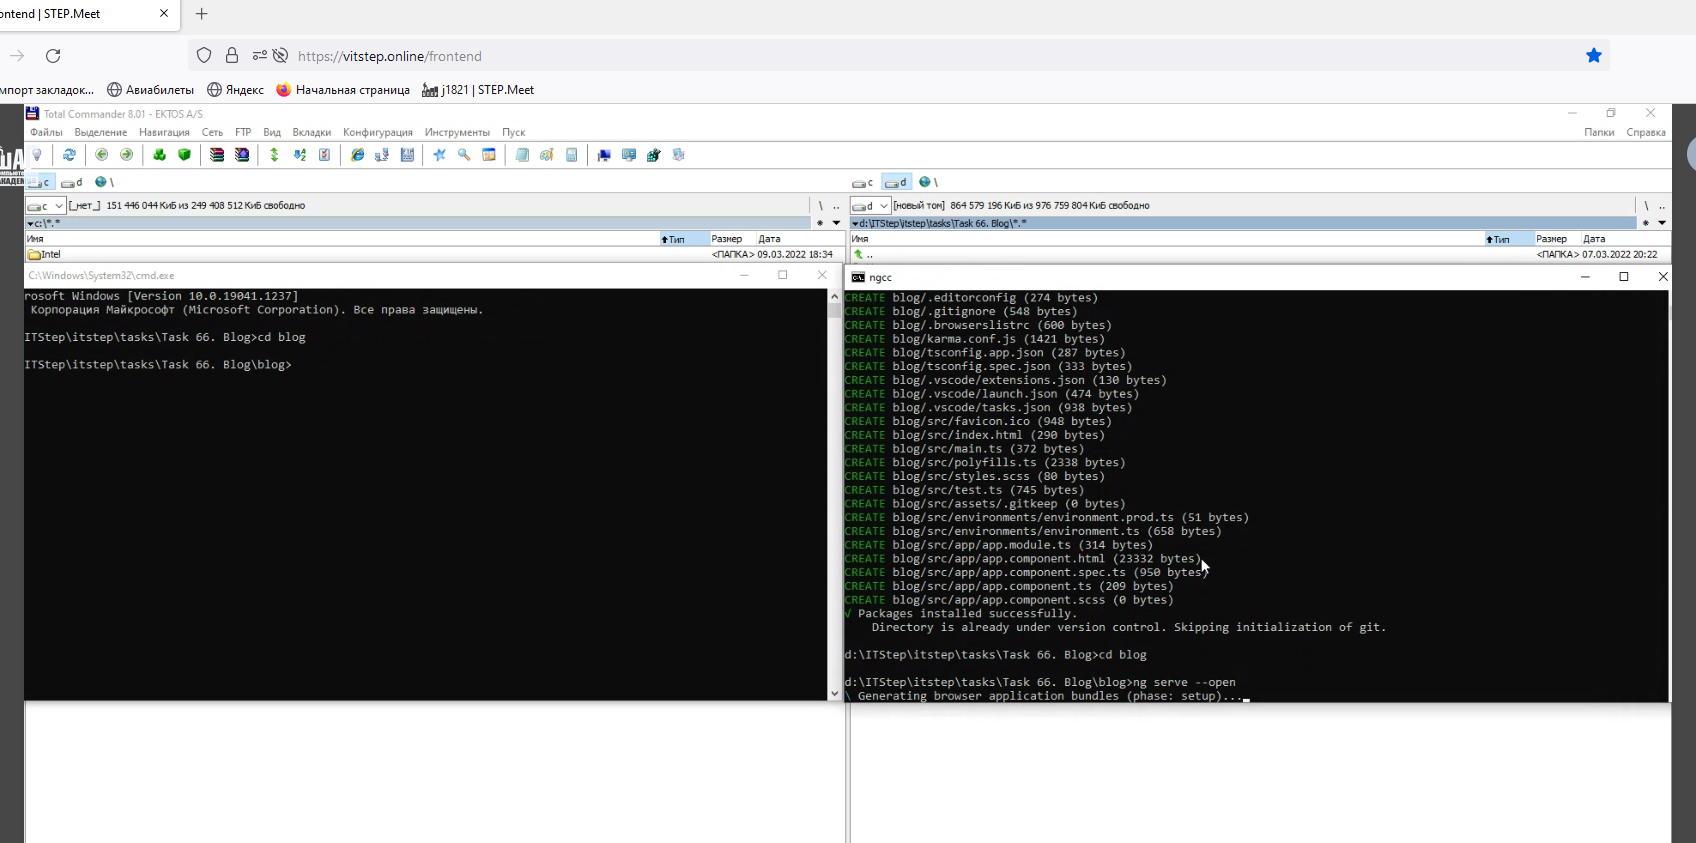 ontend | STEP.Meet
https://vitstep.online/frontend
мпорт закладок...
Авиабилеты
Яндекс
Начальная страница
j1821 | STEP.Meet
Total Commander 8.01 - EKTOS A/S
Файлы Выделение Навигация Сеть FTP Вид Вкладки Конфигурация Инструменты Пуск
Папки Справка
c d \
c d \
c [_нет_] 151 446 044 Киб из 249 408 512 Киб свободно \ ..
d [новый том] 864 579 196 Киб из 976 759 804 Киб свободно \ ..
c:\*.* *
d:\ITStep\itstep\tasks\Task 66. Blog\*.* *
Имя Тип Размер Дата
Имя Тип Размер Дата
Intel <ПАПКА> 09.03.2022 18:34
.. <ПАПКА> 07.03.2022 20:22
C:\Windows\System32\cmd.exe
rosoft Windows [Version 10.0.19041.1237]
Корпорация Майкрософт (Microsoft Corporation). Все права защищены.
ITStep\itstep\tasks\Task 66. Blog>cd blog
ITStep\itstep\tasks\Task 66. Blog\blog>
ngcc
CREATE blog/.editorconfig (274 bytes)
CREATE blog/.gitignore (548 bytes)
CREATE blog/.browserslistrc (600 bytes)
CREATE blog/karma.conf.js (1421 bytes)
CREATE blog/tsconfig.app.json (287 bytes)
CREATE blog/tsconfig.spec.json (333 bytes)
CREATE blog/.vscode/extensions.json (130 bytes)
CREATE blog/.vscode/launch.json (474 bytes)
CREATE blog/.vscode/tasks.json (938 bytes)
CREATE blog/src/favicon.ico (948 bytes)
CREATE blog/src/index.html (290 bytes)
CREATE blog/src/main.ts (372 bytes)
CREATE blog/src/polyfills.ts (2338 bytes)
CREATE blog/src/styles.scss (80 bytes)
CREATE blog/src/test.ts (745 bytes)
CREATE blog/src/assets/.gitkeep (0 bytes)
CREATE blog/src/environments/environment.prod.ts (51 bytes)
CREATE blog/src/environments/environment.ts (658 bytes)
CREATE blog/src/app/app.module.ts (314 bytes)
CREATE blog/src/app/app.component.html (23332 bytes)
CREATE blog/src/app/app.component.spec.ts (950 bytes)
CREATE blog/src/app/app.component.ts (209 bytes)
CREATE blog/src/app/app.component.scss (0 bytes)
√ Packages installed successfully.
Directory is already under version control. Skipping initialization of git.
d:\ITStep\itstep\tasks\Task 66. Blog>cd blog
d:\ITStep\itstep\tasks\Task 66. Blog\blog>ng serve --open
\ Generating browser application bundles (phase: setup)..._